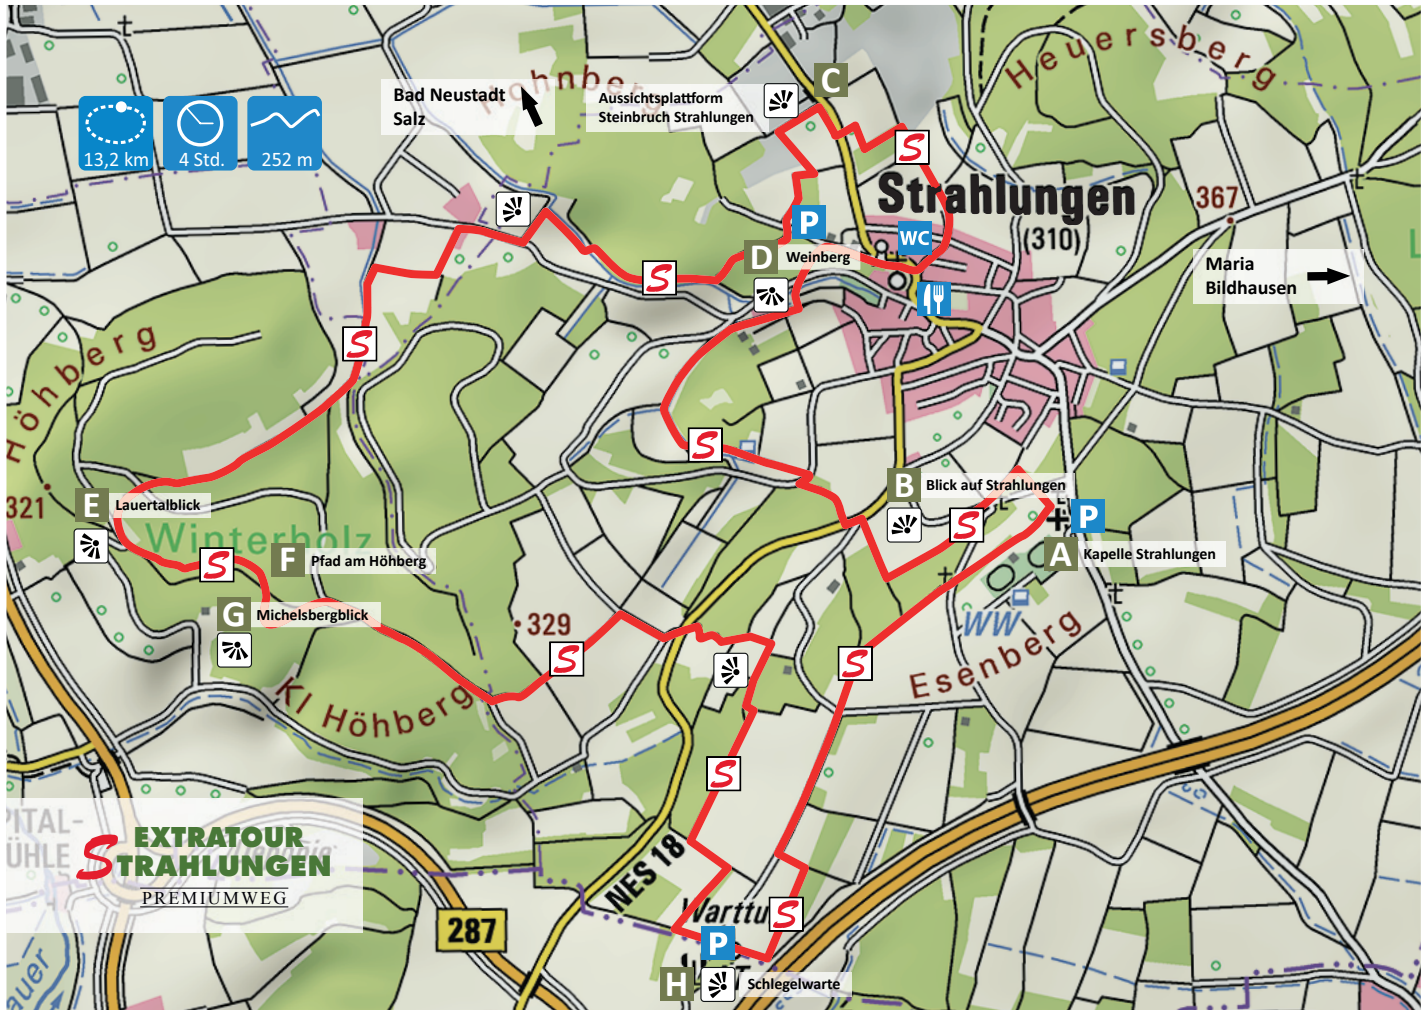 Heuersberg
Hohnberg
Bad Neustadt
Salz
Aussichtsplattform
Steinbruch Strahlungen
C
13,2 km
4 Std.
252 m
S
Strahlungen
(310)
367
P
WC
D
Weinberg
Maria
Bildhausen
S
S
Höhberg
S
321
E
Lauertalblick
Winterholz
B
Blick auf Strahlungen
S
P
A
Kapelle Strahlungen
S
F
Pfad am Höhberg
G
Michelsbergblick
329
WW
Esenberg
S
S
Kl Höhberg
S
EXTRATOUR
STRAHLUNGEN
PREMIUMWEG
NES 18
287
Warttu
S
P
H
Schlegelwarte